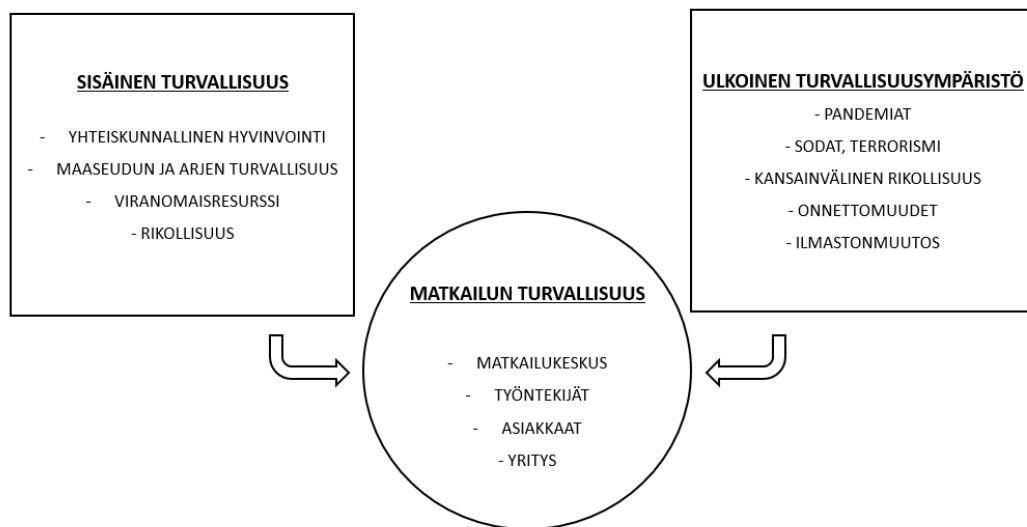 SISÄINEN TURVALLISUUS
- YHTEISKUNNALLINEN HYVINVOINTI
- MAASEUDUN JA ARJEN TURVALLISUUS
- VIRANOMAISRESURSSI
- RIKOLLISUUS
ULKOINEN TURVALLISUUSYMPÄRISTÖ
- PANDEMIAT
- SODAT, TERRORISMI
- KANSAINVÄLINEN RIKOLLISUUS
- ONNETTOMUUDET
- ILMASTONMUUTOS
MATKAILUN TURVALLISUUS
- MATKAILUKESKUS
- TYÖNTEKIJÄT
- ASIAKKAAT
- YRITYS